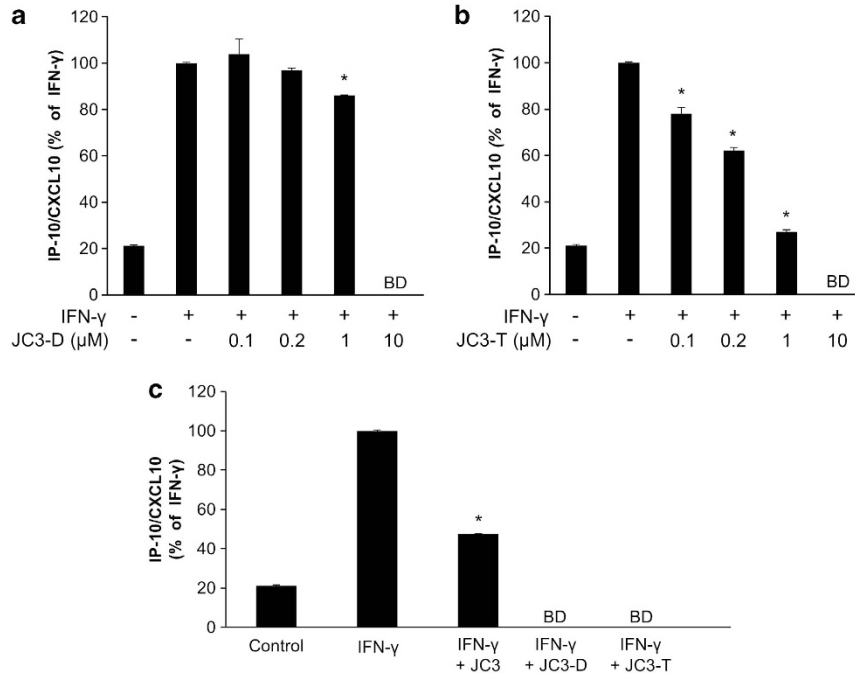 a
IP-10/CXCL10 (% of IFN-γ)
120
100
80
60
40
20
0
*
BD
IFN-γ - + + + + +
JC3-D (μM) - - 0.1 0.2 1 10
b
IP-10/CXCL10 (% of IFN-γ)
120
100
80
60
40
20
0
*
*
*
BD
IFN-γ - + + + + +
JC3-T (μM) - - 0.1 0.2 1 10
c
IP-10/CXCL10
(% of IFN-γ)
120
100
80
60
40
20
0
*
BD BD
Control IFN-γ IFN-γ IFN-γ IFN-γ
+ JC3 + JC3-D + JC3-T